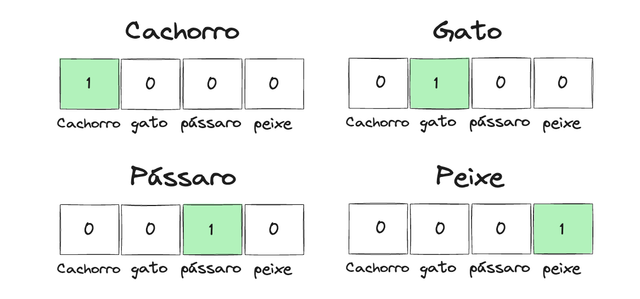 Cachorro
1 0 0 0
Cachorro gato pássaro peixe
Gato
0 1 0 0
Cachorro gato pássaro peixe
Pássaro
0 0 1 0
Cachorro gato pássaro peixe
Peixe
0 0 0 1
Cachorro gato pássaro peixe